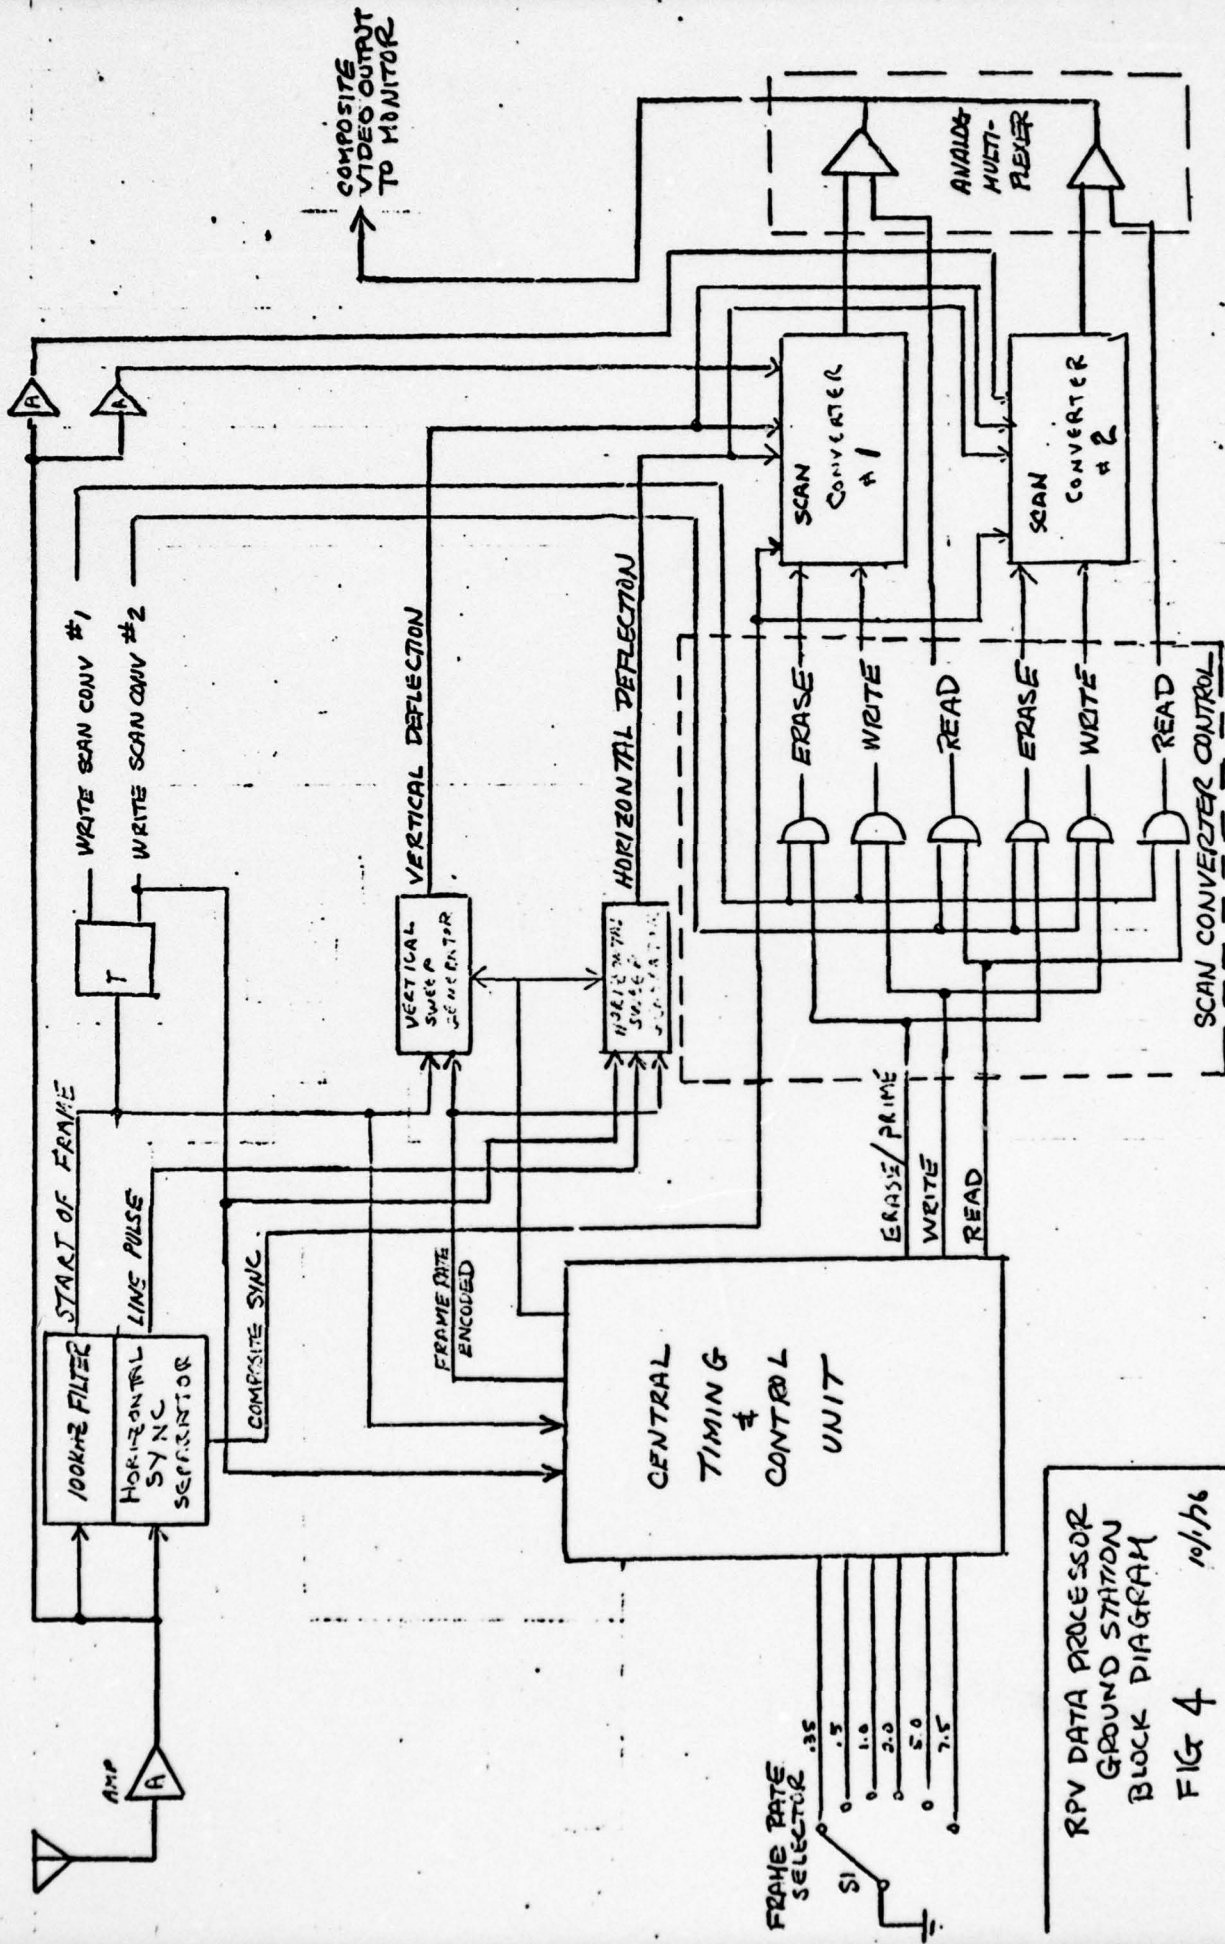 AMP
A
100KHZ FILTER
HORIZONTAL
SYNC
SEPARATOR
START OF FRAME
LINE PULSE
COMPOSITE SYNC.
T
WRITE SCAN CONV #1
WRITE SCAN CONV #2
A
A
COMPOSITE
VIDEO OUTPUT
TO MONITOR
FRAME RATE
ENCODED
VERTICAL
SWEEP
GENERATOR
VERTICAL DEFLECTION
HORIZONTAL
SWEEP
HORIZONTAL DEFLECTION
FRAME RATE
SELECTOR
S1
.35
.5
1.0
2.0
5.0
7.5
CENTRAL
TIMING
&
CONTROL
UNIT
ERASE/PRIME
WRITE
READ
ERASE
WRITE
READ
ERASE
WRITE
READ
SCAN CONVERTER CONTROL
SCAN
CONVERTER
# 1
SCAN
CONVERTER
# 2
ANALOG
MULTI-
PLEXER
RPV DATA PROCESSOR
GROUND STATION
BLOCK DIAGRAM
FIG 4 10/1/76